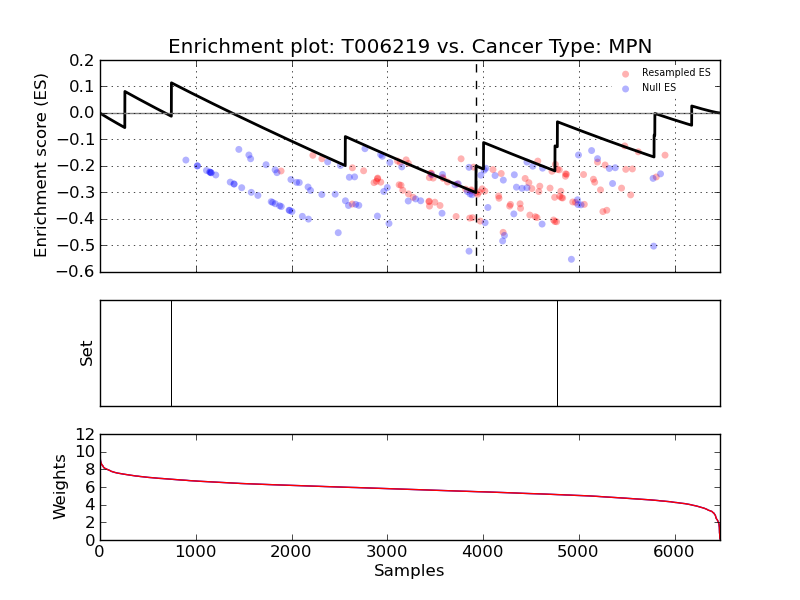 Enrichment plot: T006219 vs. Cancer Type: MPN
Enrichment score (ES)
0.2
0.1
0.0
−0.1
−0.2
−0.3
−0.4
−0.5
−0.6
Resampled ES
Null ES
Set
Weights
12
10
8
6
4
2
0
0 1000 2000 3000 4000 5000 6000
Samples